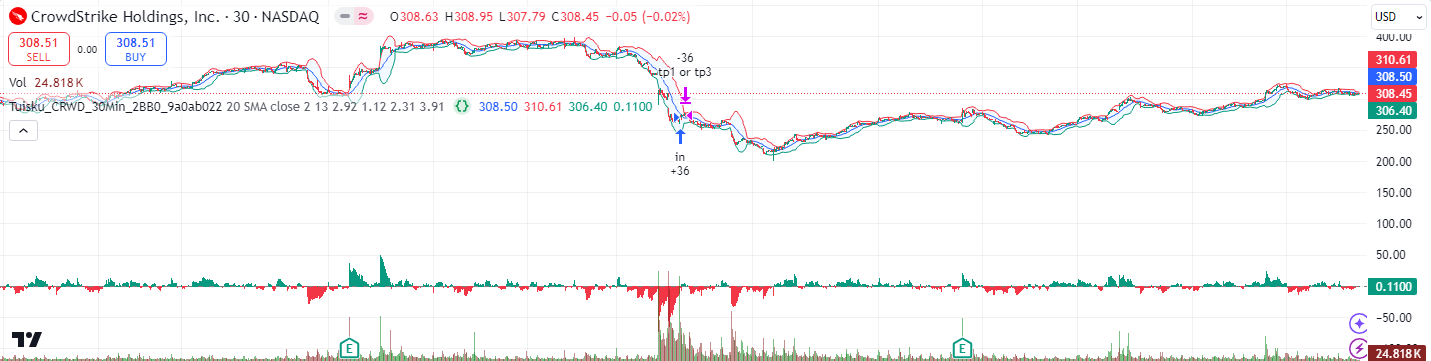 CrowdStrike Holdings, Inc. · 30 · NASDAQ O308.63 H308.95 L307.79 C308.45 −0.05 (−0.02%)
USD
308.51 SELL
0.00
308.51 BUY
Vol 24.818K
Tuisku_CRWD_30Min_2BB0_9a0ab022 20 SMA close 2 13 2.92 1.12 2.31 3.91 308.50 310.61 306.40 0.1100
-36
tp1 or tp3
in
+36
400.00
310.61
308.50
308.45
306.40
250.00
200.00
150.00
100.00
50.00
0.1100
−50.00
24.818K
E
E